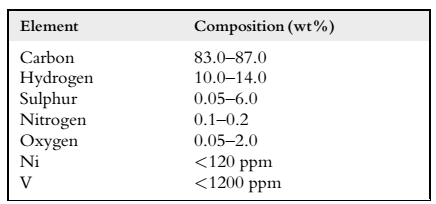 Element Composition (wt%)
Carbon 83.0–87.0
Hydrogen 10.0–14.0
Sulphur 0.05–6.0
Nitrogen 0.1–0.2
Oxygen 0.05–2.0
Ni <120 ppm
V <1200 ppm